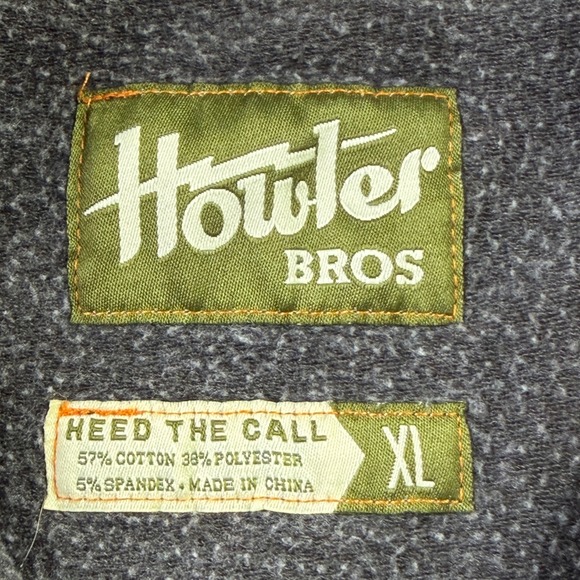 Howler
BROS
HEED THE CALL
57% COTTON 38% POLYESTER
5% SPANDEX • MADE IN CHINA
XL